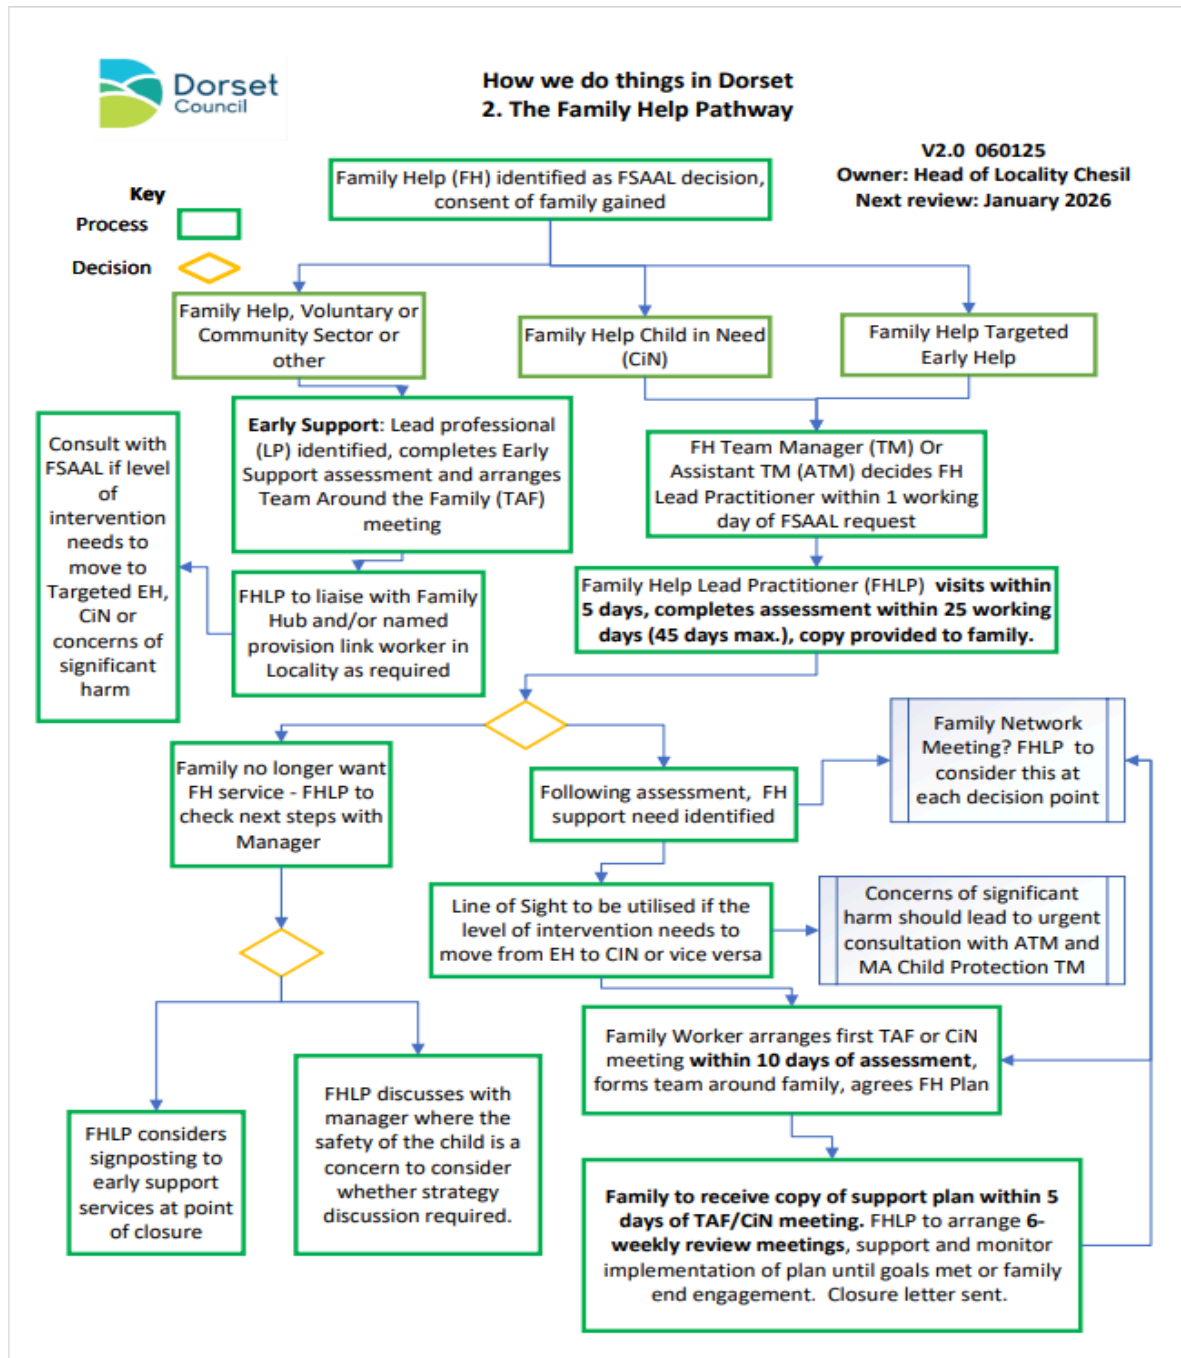 Dorset
Council
How we do things in Dorset
2. The Family Help Pathway
V2.0 060125
Owner: Head of Locality Chesil
Next review: January 2026
Key
Process
Decision
Family Help (FH) identified as FSAAL decision,
consent of family gained
Family Help, Voluntary or
Community Sector or
other
Family Help Child in Need
(CiN)
Family Help Targeted
Early Help
Consult with
FSAAL if level
of
intervention
needs to
move to
Targeted EH,
CiN or
concerns of
significant
harm
Early Support: Lead professional
(LP) identified, completes Early
Support assessment and arranges
Team Around the Family (TAF)
meeting
FH Team Manager (TM) Or
Assistant TM (ATM) decides FH
Lead Practitioner within 1 working
day of FSAAL request
FHLP to liaise with Family
Hub and/or named
provision link worker in
Locality as required
Family Help Lead Practitioner (FHLP) visits within
5 days, completes assessment within 25 working
days (45 days max.), copy provided to family.
Family no longer want
FH service - FHLP to
check next steps with
Manager
Following assessment, FH
support need identified
Family Network
Meeting? FHLP to
consider this at
each decision point
Line of Sight to be utilised if the
level of intervention needs to
move from EH to CIN or vice versa
Concerns of significant
harm should lead to urgent
consultation with ATM and
MA Child Protection TM
Family Worker arranges first TAF or CiN
meeting within 10 days of assessment,
forms team around family, agrees FH Plan
FHLP considers
signposting to
early support
services at point
of closure
FHLP discusses with
manager where the
safety of the child is a
concern to consider
whether strategy
discussion required.
Family to receive copy of support plan within 5
days of TAF/CiN meeting. FHLP to arrange 6-
weekly review meetings, support and monitor
implementation of plan until goals met or family
end engagement. Closure letter sent.